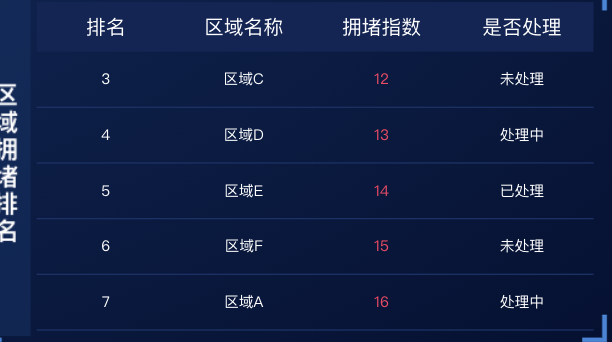 区域拥堵排名
排名 区域名称 拥堵指数 是否处理
3 区域C 12 未处理
4 区域D 13 处理中
5 区域E 14 已处理
6 区域F 15 未处理
7 区域A 16 处理中